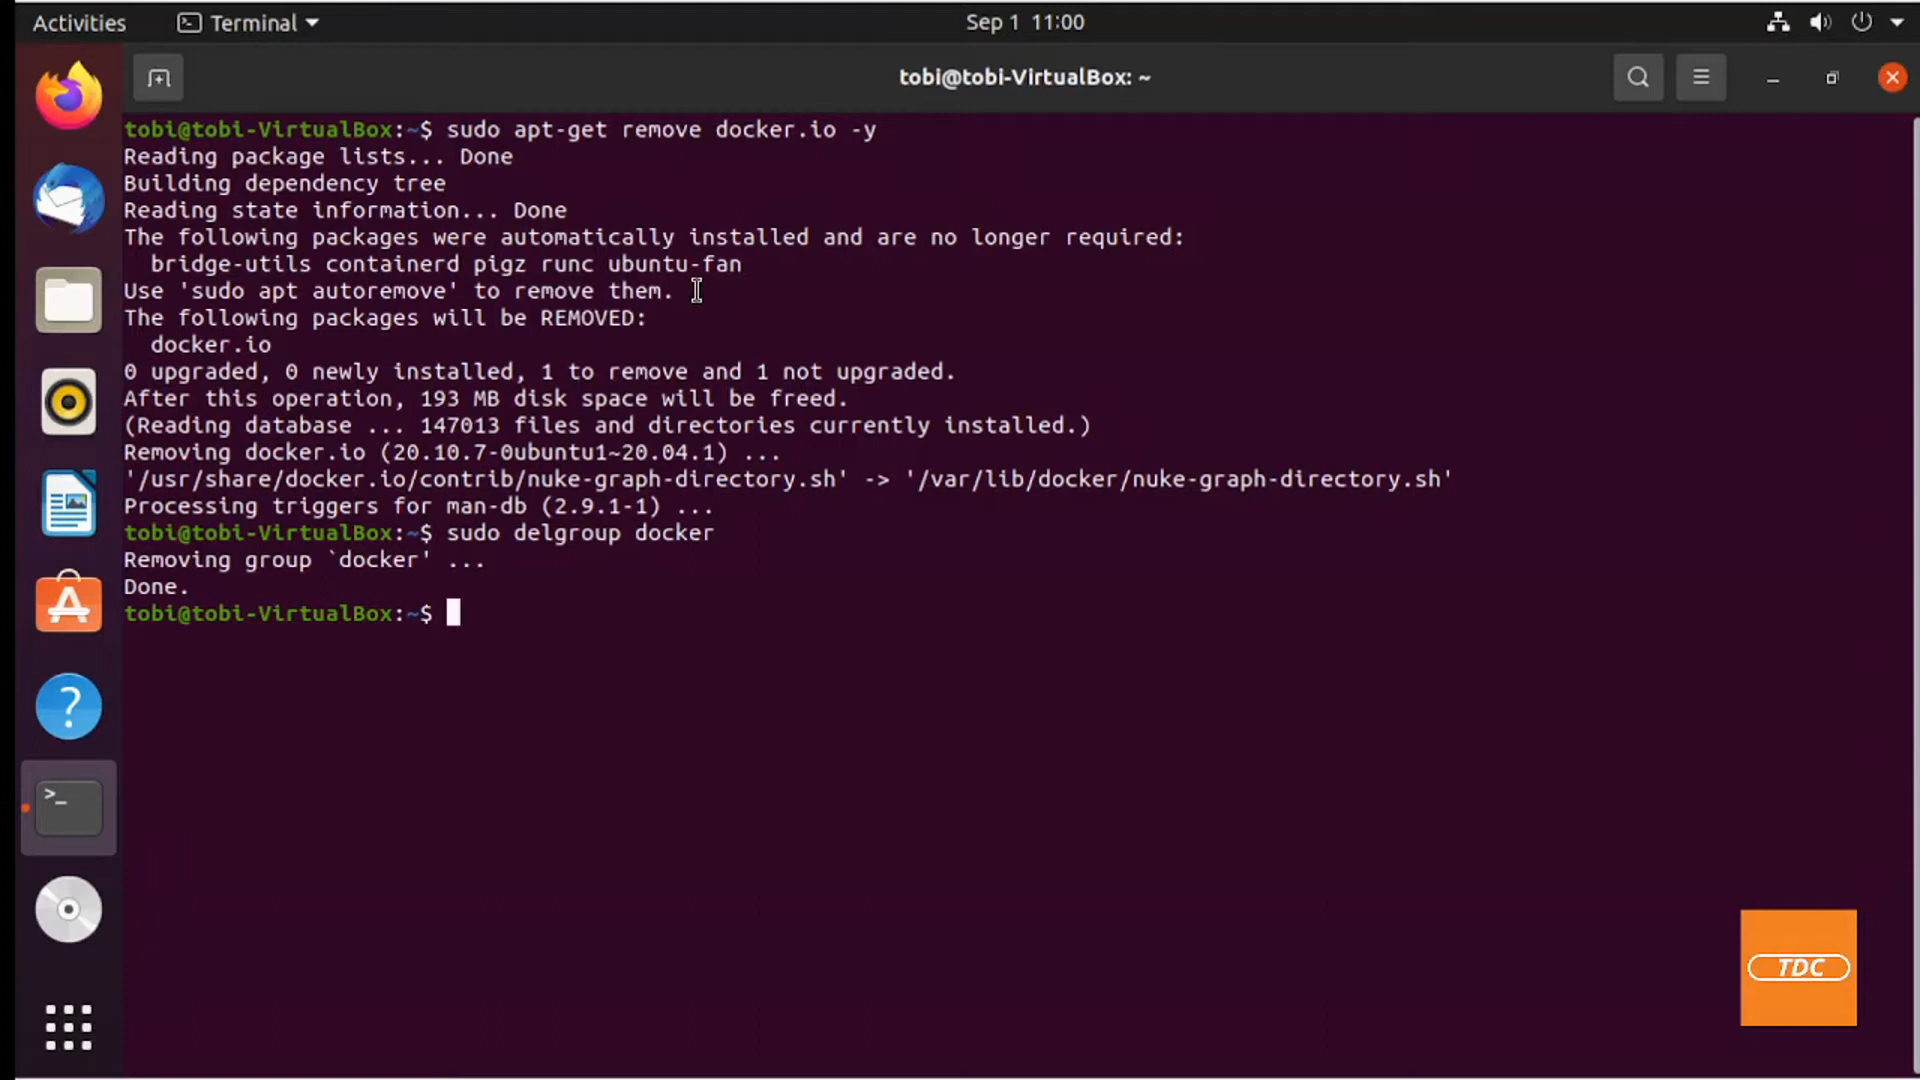 Activities
Terminal
Sep 1 11:00
tobi@tobi-VirtualBox: ~
tobi@tobi-VirtualBox:~$ sudo apt-get remove docker.io -y
Reading package lists... Done
Building dependency tree
Reading state information... Done
The following packages were automatically installed and are no longer required:
  bridge-utils containerd pigz runc ubuntu-fan
Use 'sudo apt autoremove' to remove them.
The following packages will be REMOVED:
  docker.io
0 upgraded, 0 newly installed, 1 to remove and 1 not upgraded.
After this operation, 193 MB disk space will be freed.
(Reading database ... 147013 files and directories currently installed.)
Removing docker.io (20.10.7-0ubuntu1~20.04.1) ...
'/usr/share/docker.io/contrib/nuke-graph-directory.sh' -> '/var/lib/docker/nuke-graph-directory.sh'
Processing triggers for man-db (2.9.1-1) ...
tobi@tobi-VirtualBox:~$ sudo delgroup docker
Removing group `docker' ...
Done.
tobi@tobi-VirtualBox:~$
TDC